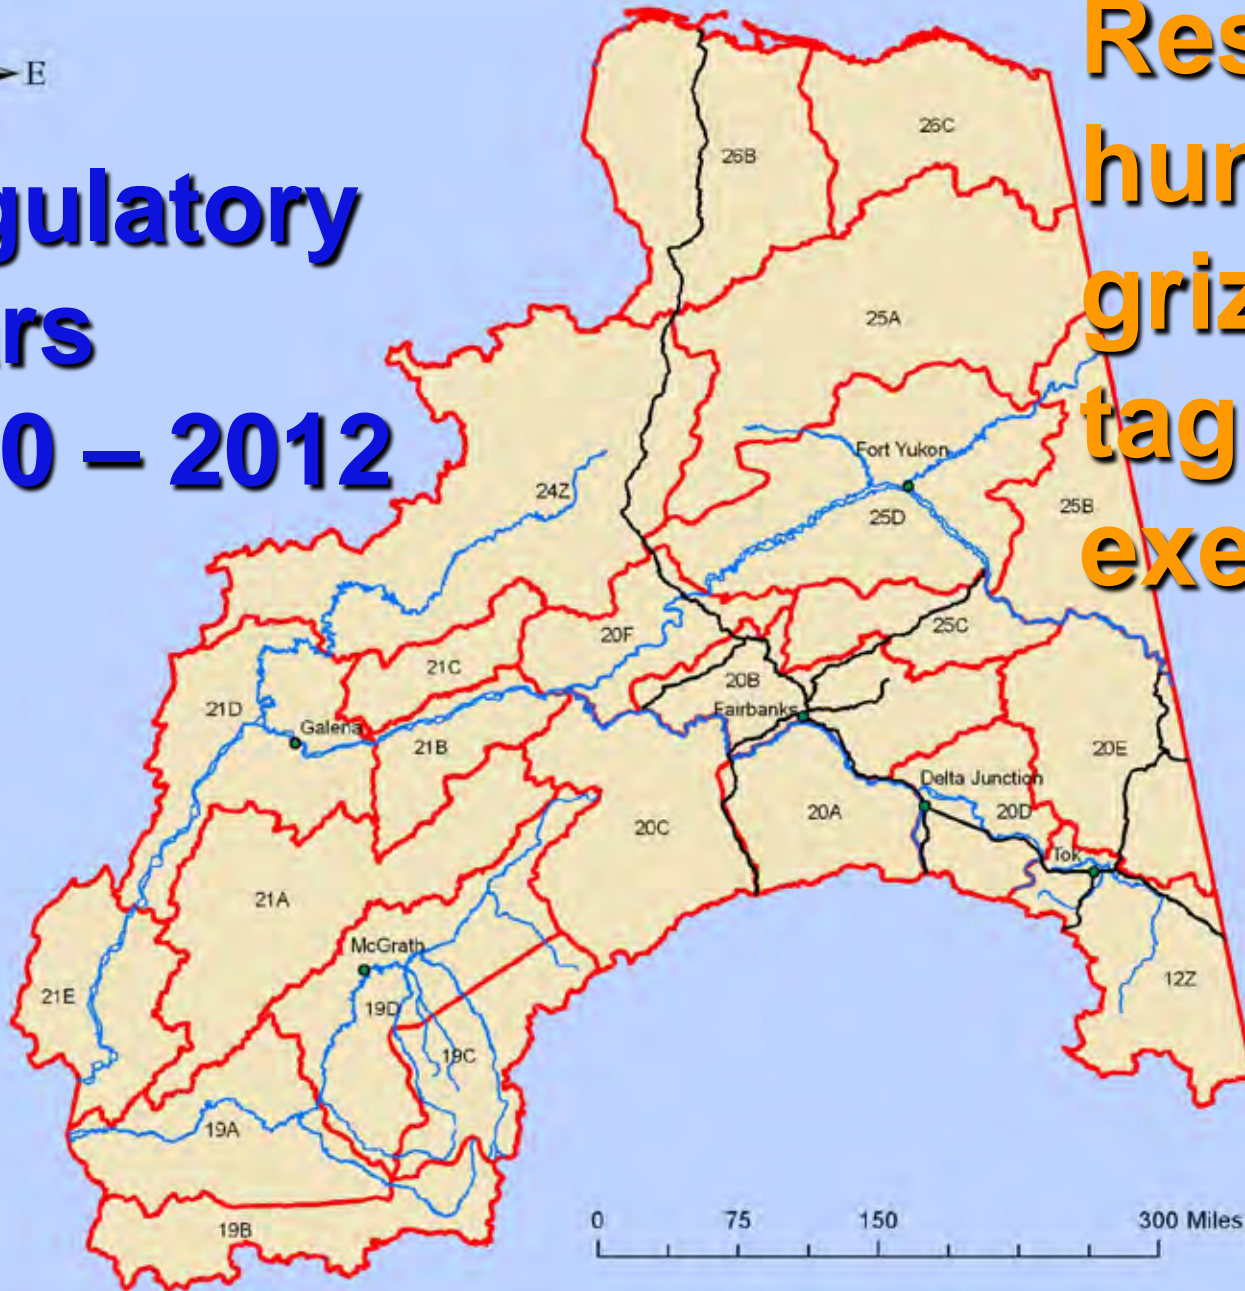 E
gulatory
rs
0 – 2012
Res
hun
griz
tag
exe
26B
26C
25A
24Z
Fort Yukon
25D
25B
20F
25C
21C
20B
21D
Galena
Fairbanks
21B
20E
Delta Junction
20C
20A
20D
Tok
21A
McGrath
12Z
21E
19D
19C
19A
19B
0 75 150 300 Miles